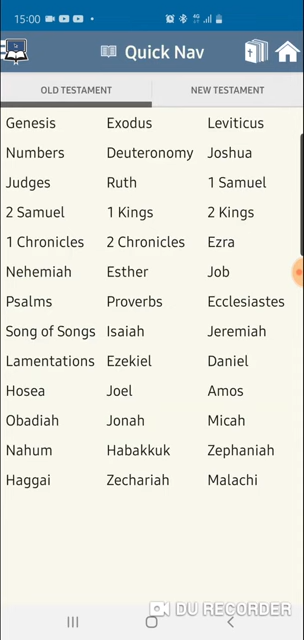 15:00
Quick Nav
OLD TESTAMENT NEW TESTAMENT
Genesis Exodus Leviticus
Numbers Deuteronomy Joshua
Judges Ruth 1 Samuel
2 Samuel 1 Kings 2 Kings
1 Chronicles 2 Chronicles Ezra
Nehemiah Esther Job
Psalms Proverbs Ecclesiastes
Song of Songs Isaiah Jeremiah
Lamentations Ezekiel Daniel
Hosea Joel Amos
Obadiah Jonah Micah
Nahum Habakkuk Zephaniah
Haggai Zechariah Malachi
DU RECORDER